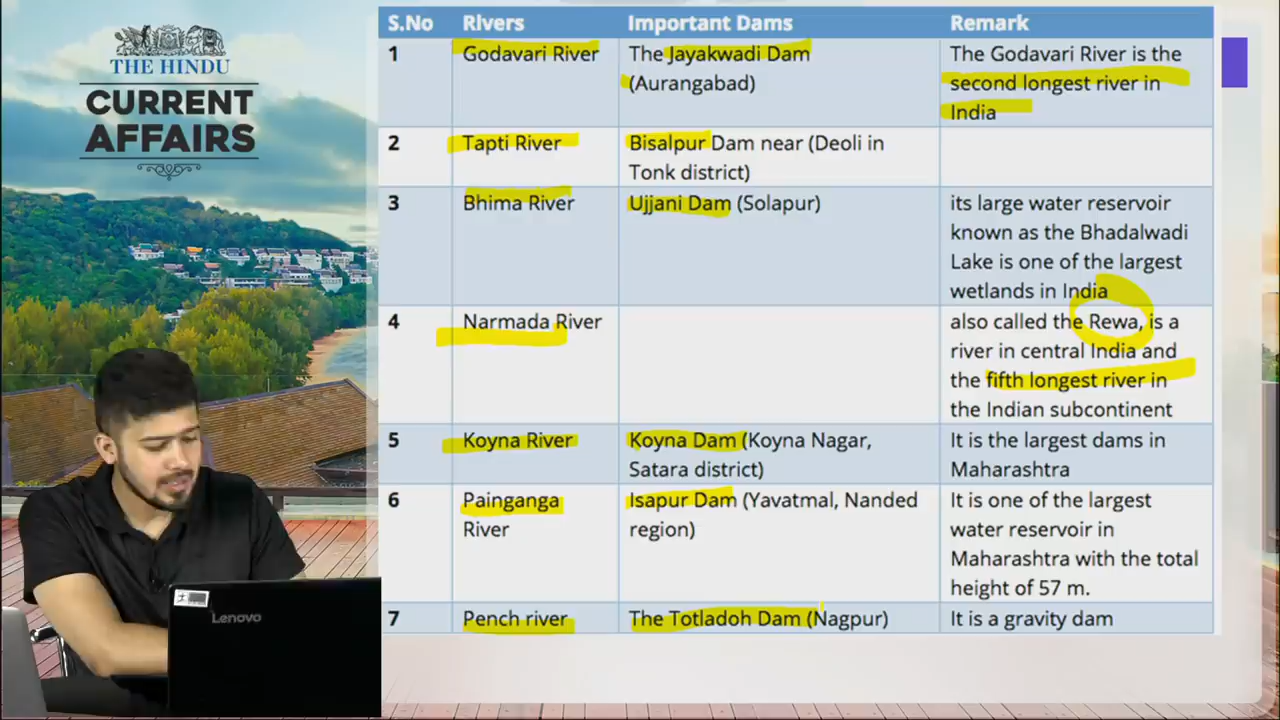 THE HINDU
CURRENT
AFFAIRS
S.No Rivers Important Dams Remark
1 Godavari River The Jayakwadi Dam The Godavari River is the
(Aurangabad) second longest river in
India
2 Tapti River Bisalpur Dam near (Deoli in
Tonk district)
3 Bhima River Ujjani Dam (Solapur) its large water reservoir
known as the Bhadalwadi
Lake is one of the largest
wetlands in India
4 Narmada River also called the Rewa, is a
river in central India and
the fifth longest river in
the Indian subcontinent
5 Koyna River Koyna Dam (Koyna Nagar, It is the largest dams in
Satara district) Maharashtra
6 Painganga Isapur Dam (Yavatmal, Nanded It is one of the largest
River region) water reservoir in
Maharashtra with the total
height of 57 m.
7 Pench river The Totladoh Dam (Nagpur) It is a gravity dam
Lenovo